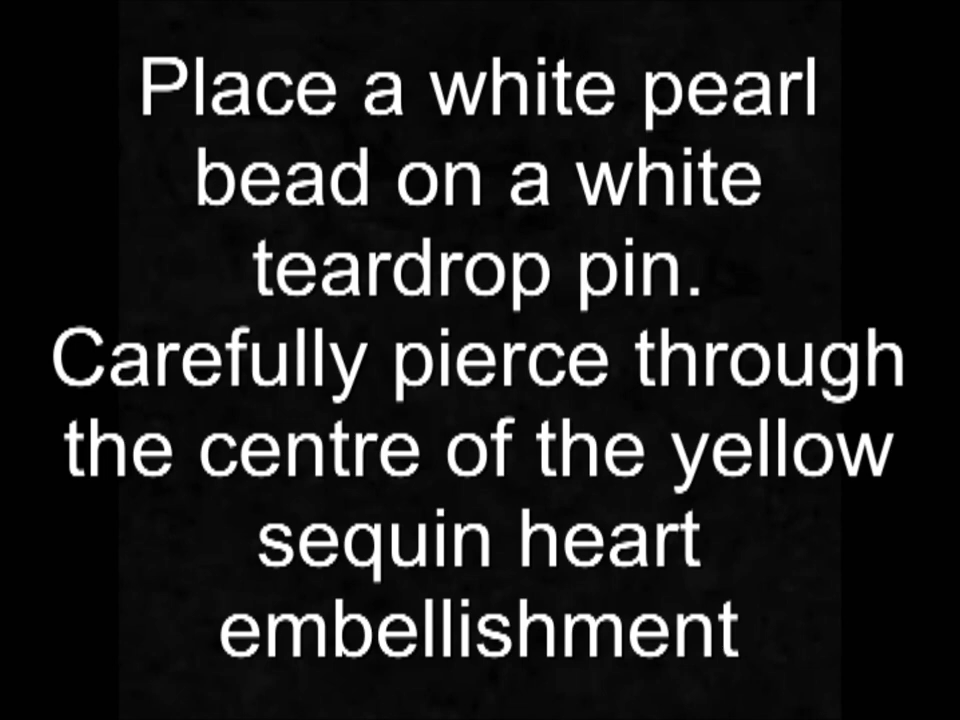 Place a white pearl
bead on a white
teardrop pin.
Carefully pierce through
the centre of the yellow
sequin heart
embellishment